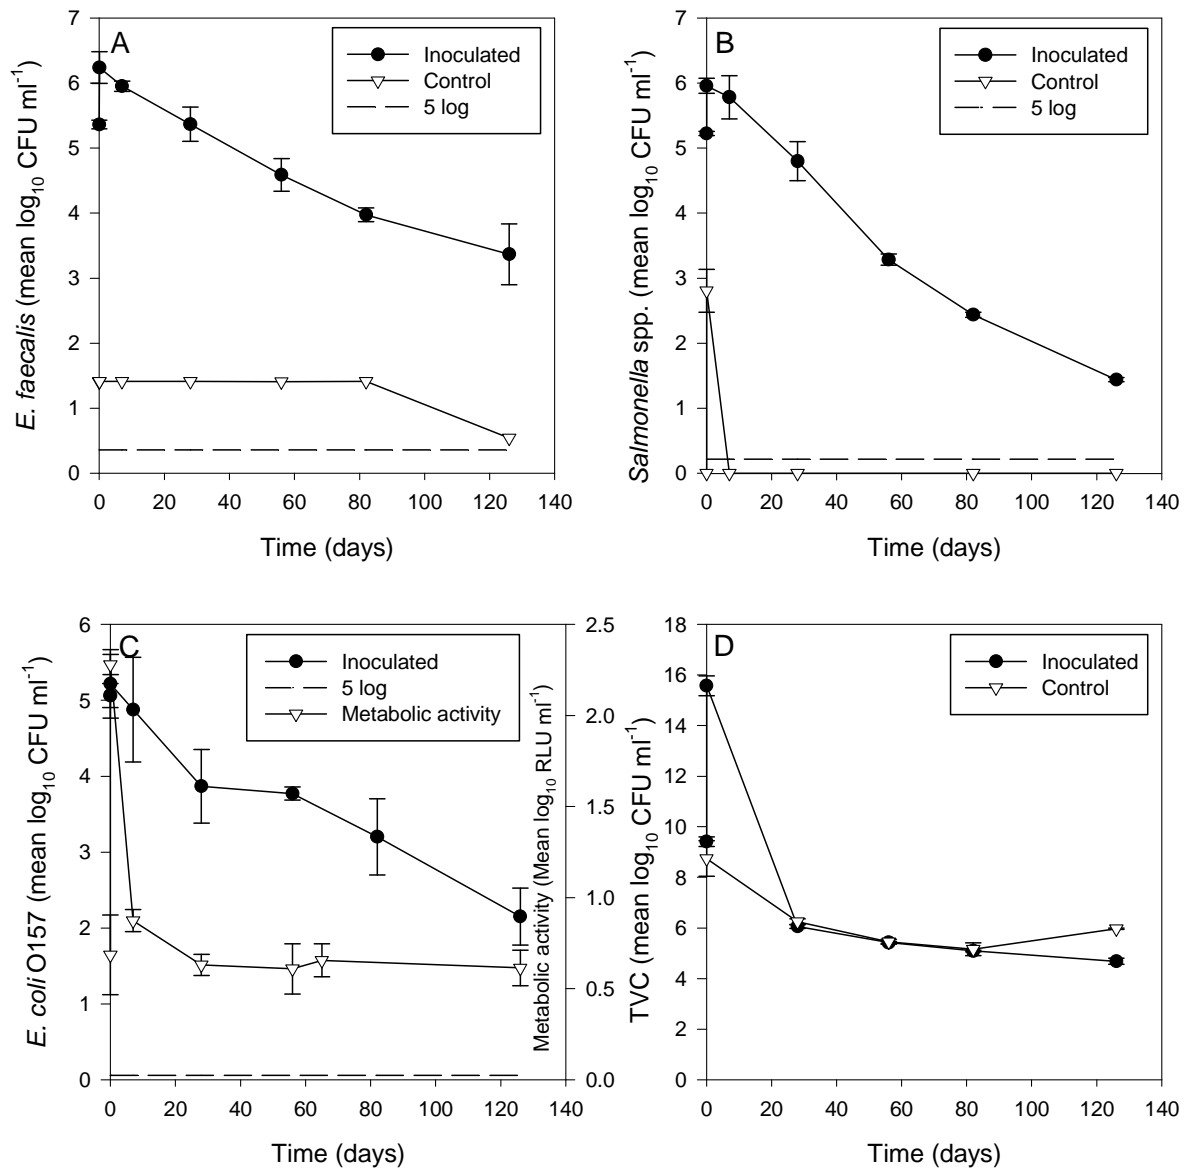 A
Inoculated
Control
5 log
7
6
5
4
3
2
1
0
E. faecalis (mean log10 CFU ml-1)
0 20 40 60 80 100 120 140
Time (days)
B
Inoculated
Control
5 log
7
6
5
4
3
2
1
0
Salmonella spp. (mean log10 CFU ml-1)
0 20 40 60 80 100 120 140
Time (days)
C
Inoculated
5 log
Metabolic activity
6
5
4
3
2
1
0
E. coli O157 (mean log10 CFU ml-1)
2.5
2.0
1.5
1.0
0.5
0.0
Metabolic activity (Mean log10 RLU ml-1)
0 20 40 60 80 100 120 140
Time (days)
D
Inoculated
Control
18
16
14
12
10
8
6
4
2
0
TVC (mean log10 CFU ml-1)
0 20 40 60 80 100 120 140
Time (days)